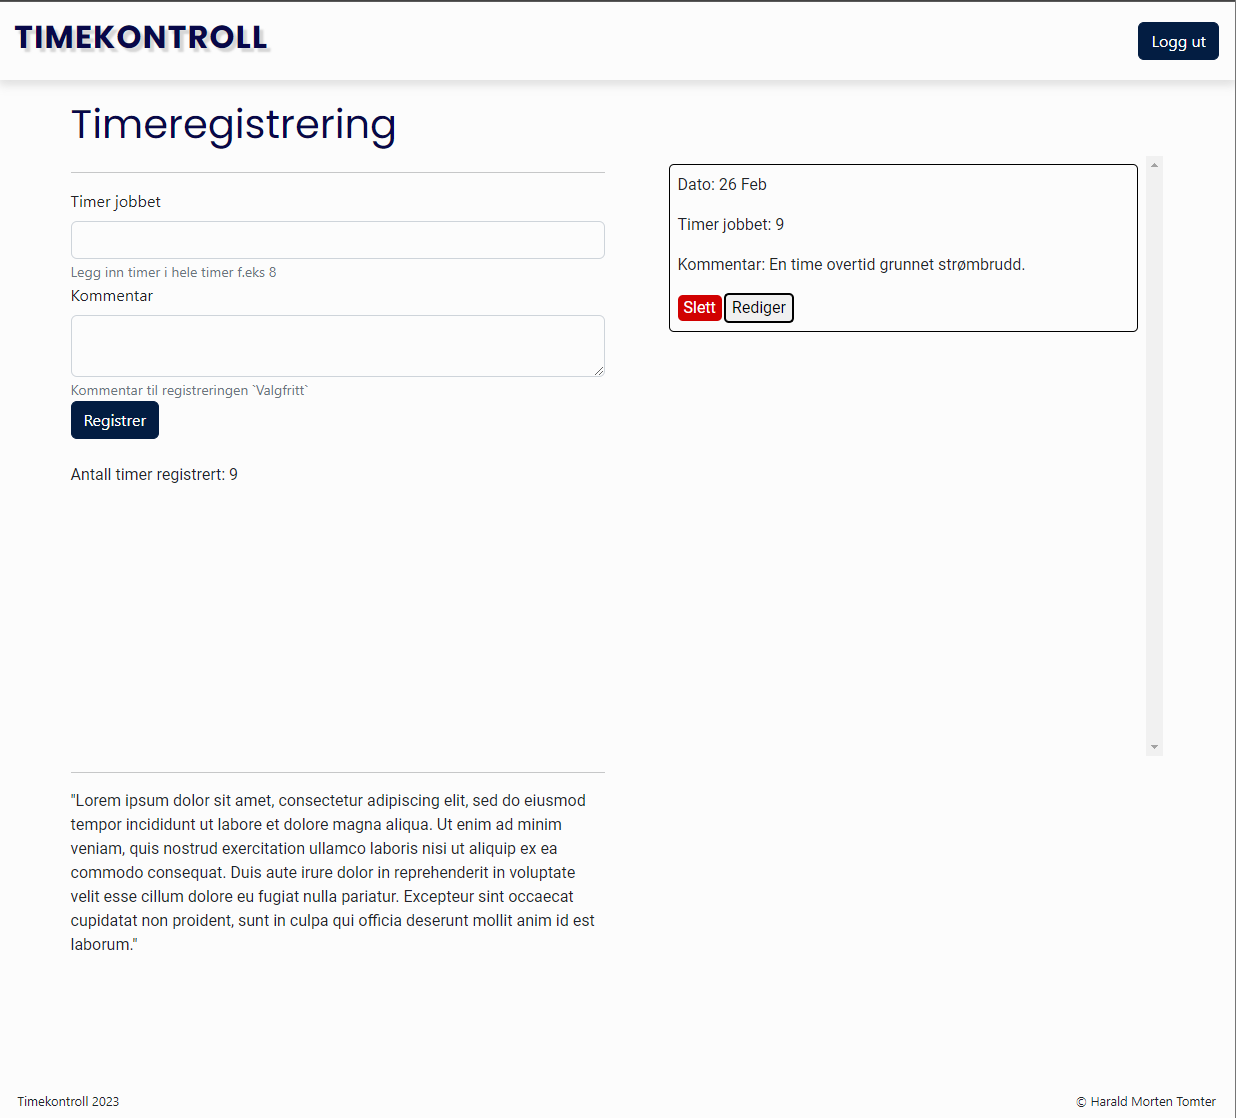 TIMEKONTROLL
Logg ut
Timeregistrering
Timer jobbet
Legg inn timer i hele timer f.eks 8
Kommentar
Kommentar til registreringen `Valgfritt`
Registrer
Antall timer registrert: 9
Dato: 26 Feb
Timer jobbet: 9
Kommentar: En time overtid grunnet strømbrudd.
Slett Rediger
"Lorem ipsum dolor sit amet, consectetur adipiscing elit, sed do eiusmod
tempor incididunt ut labore et dolore magna aliqua. Ut enim ad minim
veniam, quis nostrud exercitation ullamco laboris nisi ut aliquip ex ea
commodo consequat. Duis aute irure dolor in reprehenderit in voluptate
velit esse cillum dolore eu fugiat nulla pariatur. Excepteur sint occaecat
cupidatat non proident, sunt in culpa qui officia deserunt mollit anim id est
laborum."
Timekontroll 2023
© Harald Morten Tomter